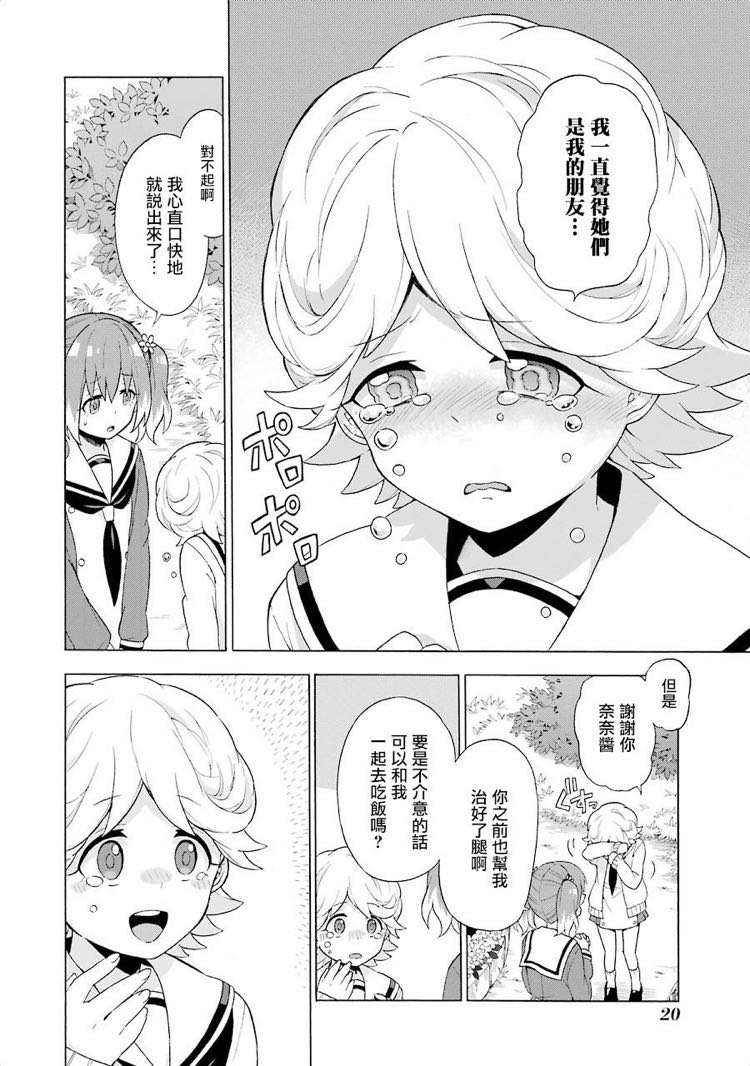 我一直覺得她們
是我的朋友…
ポロポロ
對不起啊
我心直口快地
就説出來了…
但是
謝謝你
奈奈醬
ぐすっ
你之前也幫我
治好了腿啊
要是不介意的話
可以和我
一起去吃飯嗎？
20